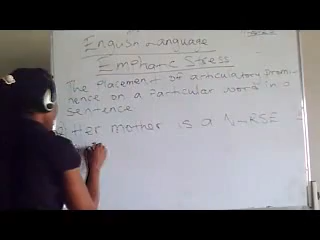 English Language
Emphatic Stress
The placement of articulatory promi-
nence on a particular word in a
sentence
Her mother is a NURSE